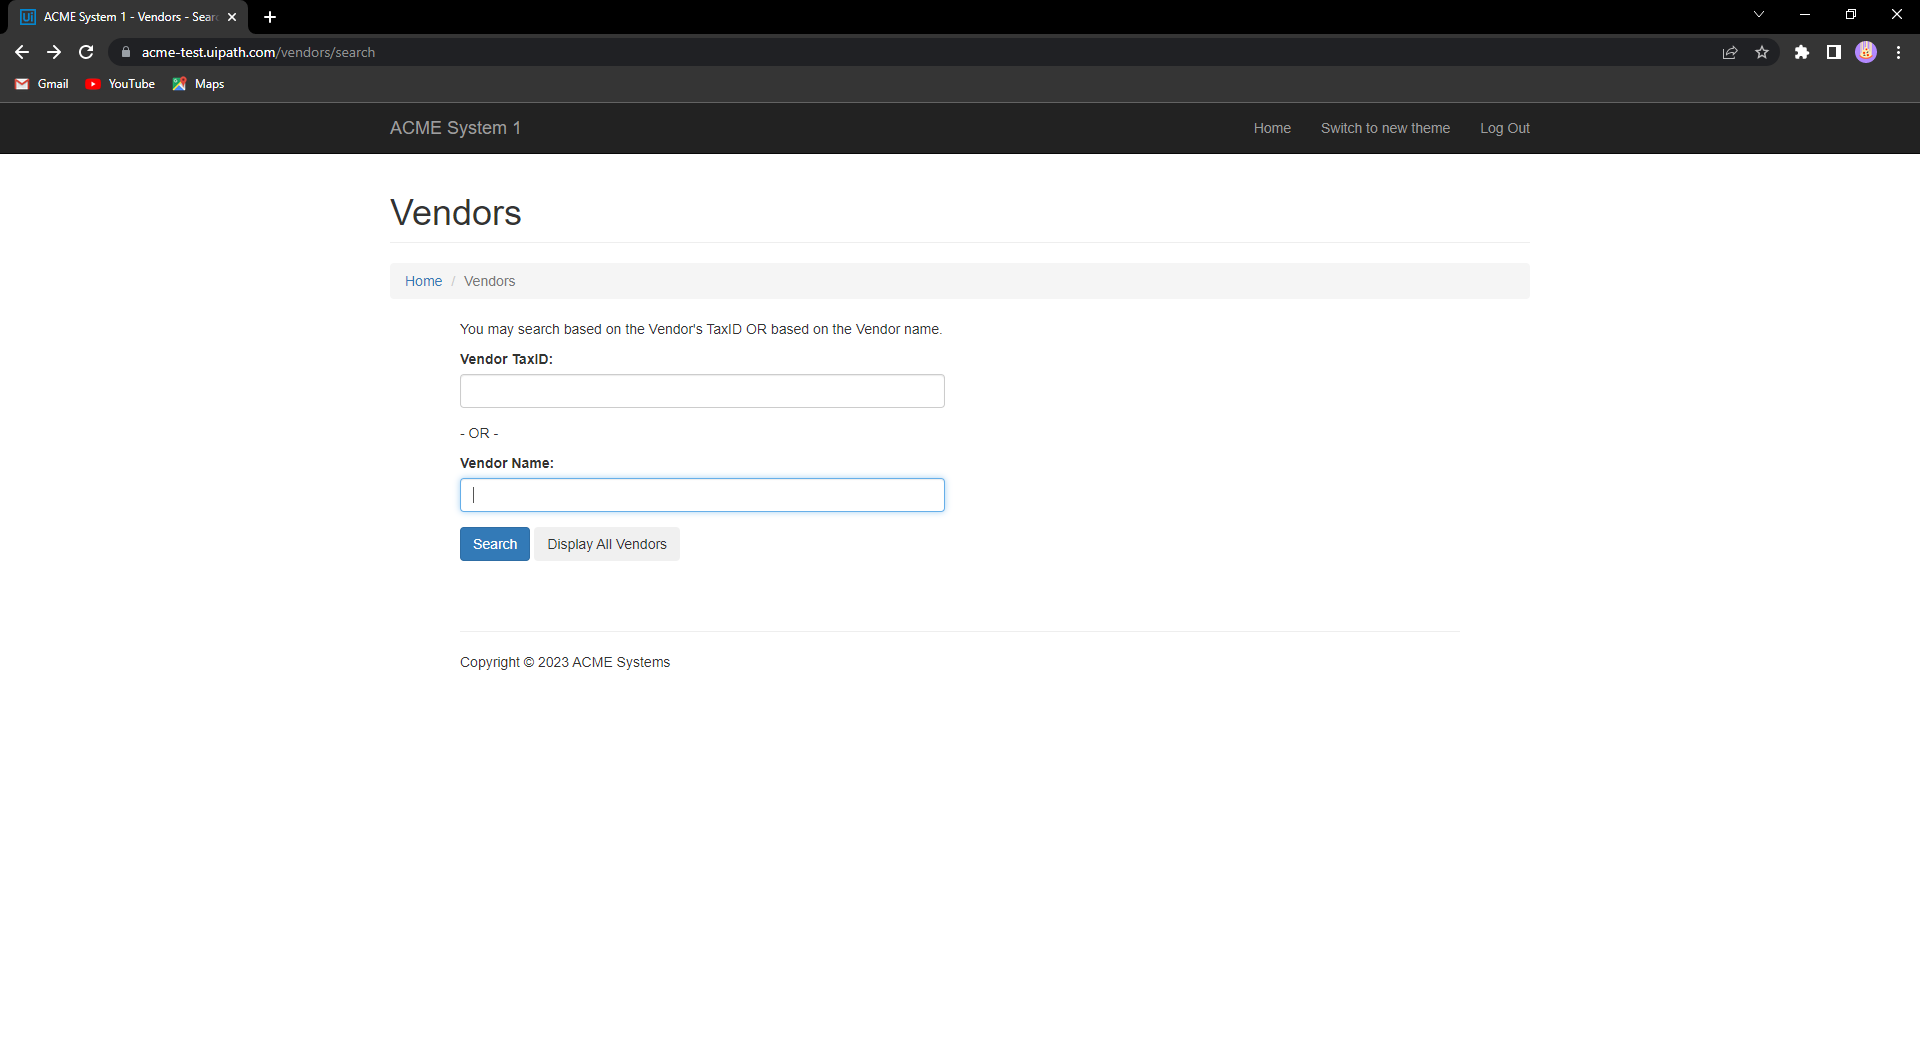 ACME System 1 - Vendors - Sear
acme-test.uipath.com/vendors/search
Gmail YouTube Maps
ACME System 1 Home Switch to new theme Log Out
Vendors
Home / Vendors
You may search based on the Vendor's TaxID OR based on the Vendor name.
Vendor TaxID:
- OR -
Vendor Name:
Search Display All Vendors
Copyright © 2023 ACME Systems